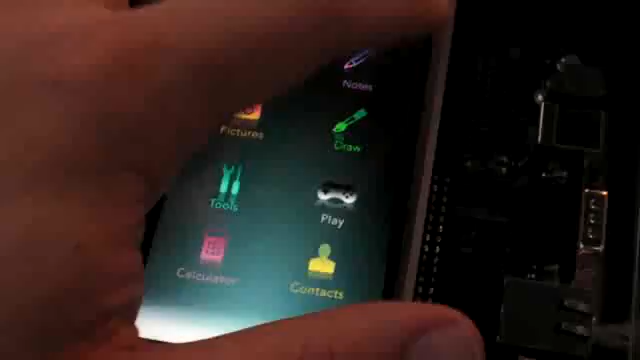 Notes
Pictures
Draw
Tools
Play
Calculator
Contacts